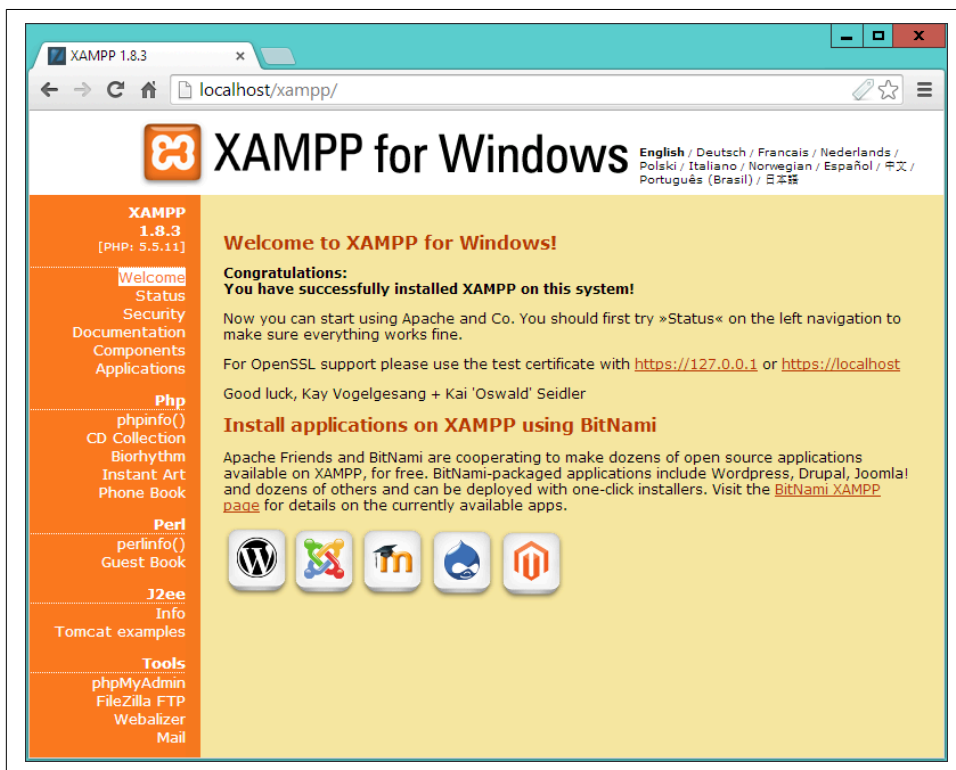 XAMPP 1.8.3
localhost/xampp/
XAMPP for Windows
English / Deutsch / Francais / Nederlands /
Polski / Italiano / Norwegian / Español / 中文 /
Português (Brasil) / 日本語
XAMPP
1.8.3
[PHP: 5.5.11]
Welcome
Status
Security
Documentation
Components
Applications
Php
phpinfo()
CD Collection
Biorhythm
Instant Art
Phone Book
Perl
perlinfo()
Guest Book
J2ee
Info
Tomcat examples
Tools
phpMyAdmin
FileZilla FTP
Webalizer
Mail
Welcome to XAMPP for Windows!
Congratulations:
You have successfully installed XAMPP on this system!
Now you can start using Apache and Co. You should first try »Status« on the left navigation to
make sure everything works fine.
For OpenSSL support please use the test certificate with https://127.0.0.1 or https://localhost
Good luck, Kay Vogelgesang + Kai 'Oswald' Seidler
Install applications on XAMPP using BitNami
Apache Friends and BitNami are cooperating to make dozens of open source applications
available on XAMPP, for free. BitNami-packaged applications include Wordpress, Drupal, Joomla!
and dozens of others and can be deployed with one-click installers. Visit the BitNami XAMPP
page for details on the currently available apps.